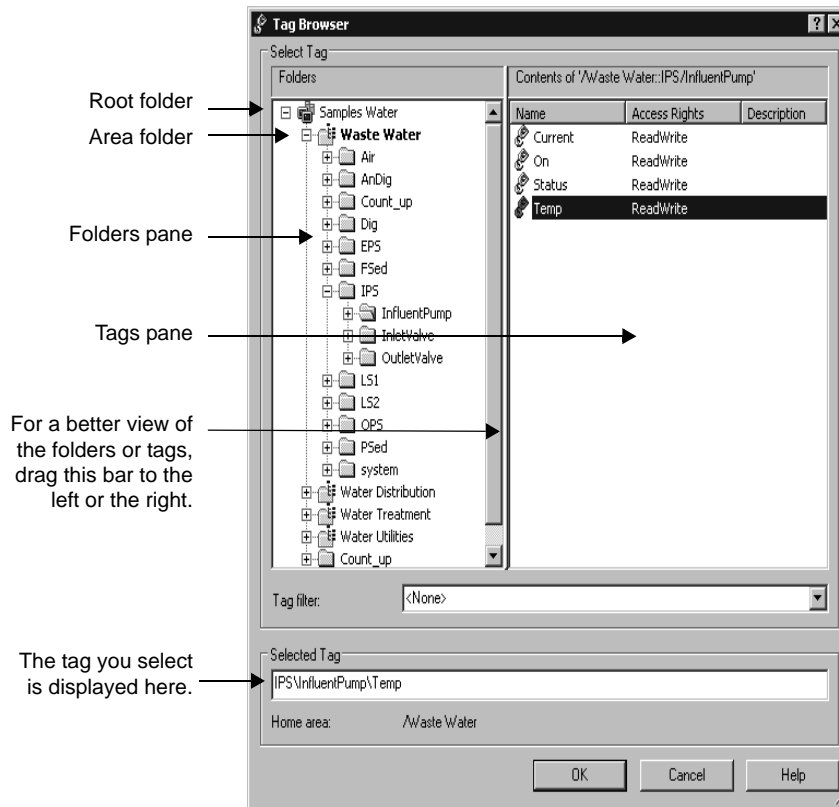 Tag Browser
Select Tag
Folders
Contents of '/Waste Water::IPS/InfluentPump'
Root folder
Area folder
Folders pane
Tags pane
For a better view of
the folders or tags,
drag this bar to the
left or the right.
Samples Water
Waste Water
Air
AnDig
Count_up
Dig
EPS
FSed
IPS
InfluentPump
InletValve
OutletValve
LS1
LS2
OPS
PSed
system
Water Distribution
Water Treatment
Water Utilities
Count_up
Name Access Rights Description
Current ReadWrite
On ReadWrite
Status ReadWrite
Temp ReadWrite
Tag filter: <None>
The tag you select
is displayed here.
Selected Tag
IPS\InfluentPump\Temp
Home area: /Waste Water
OK Cancel Help